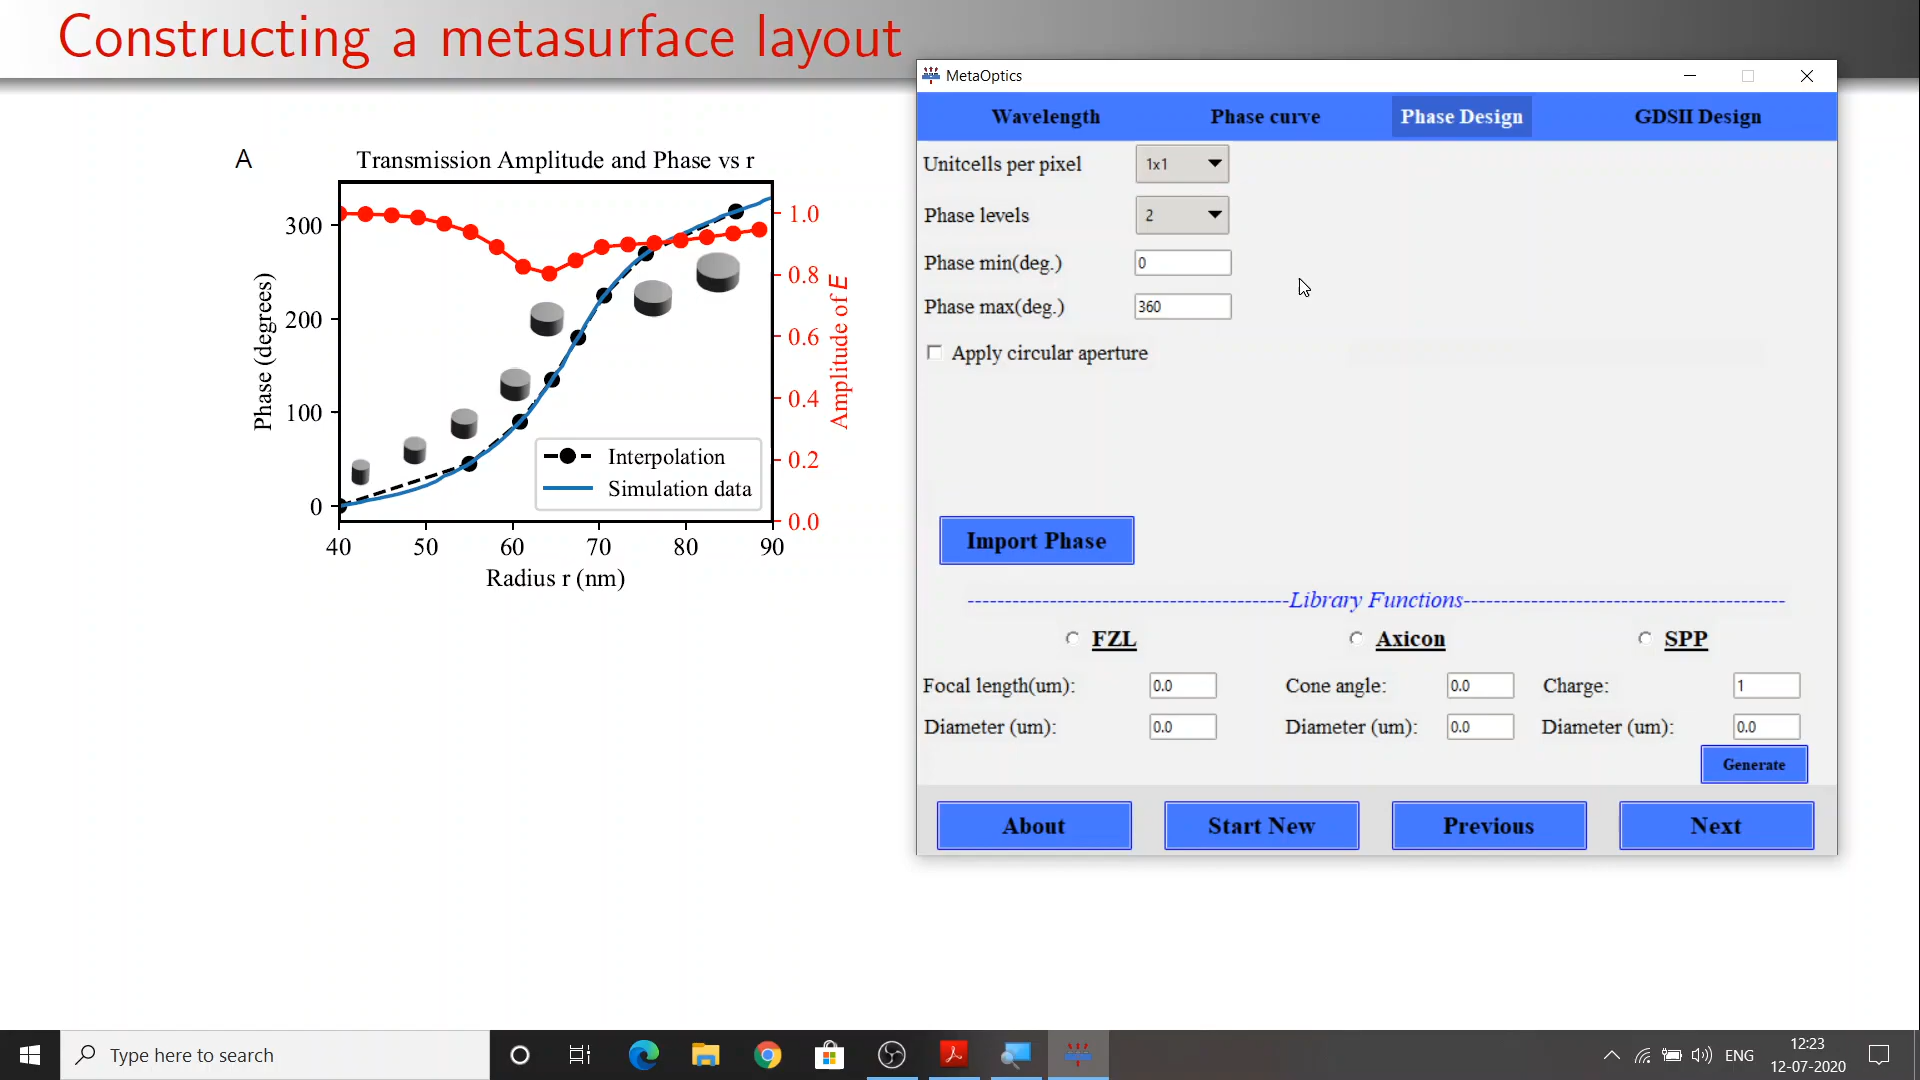 Constructing a metasurface layout
MetaOptics
Wavelength Phase curve Phase Design GDSII Design
A
Transmission Amplitude and Phase vs r
300
200
100
0
Phase (degrees)
1.0
0.8
0.6
0.4
0.2
0.0
Amplitude of E
Interpolation
Simulation data
40 50 60 70 80 90
Radius r (nm)
Unitcells per pixel 1x1
Phase levels 2
Phase min(deg.) 0
Phase max(deg.) 360
Apply circular aperture
Import Phase
Library Functions
FZL Axicon SPP
Focal length(um): 0.0 Cone angle: 0.0 Charge: 1
Diameter (um): 0.0 Diameter (um): 0.0 Diameter (um): 0.0
Generate
About Start New Previous Next
Type here to search
ENG
12:23
12-07-2020